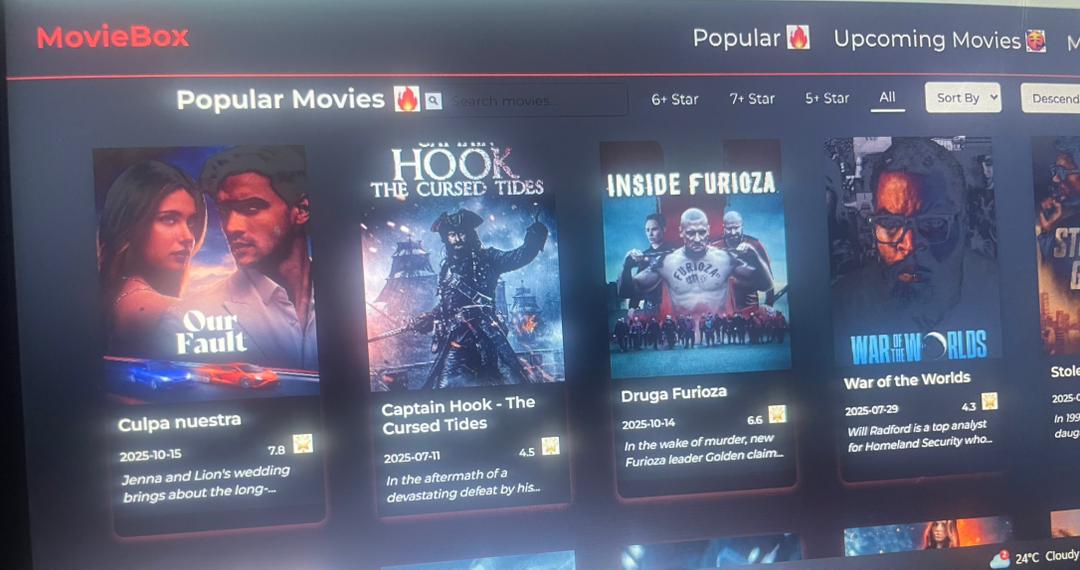 MovieBox
Popular
Upcoming Movies
M
Popular Movies
Search movies...
6+ Star
7+ Star
5+ Star
All
Sort By
Descend
Our
Fault
Culpa nuestra
2025-10-15
7.8
Jenna and Lion's wedding
brings about the long-...
CAPTAIN
HOOK
THE CURSED TIDES
Captain Hook - The
Cursed Tides
2025-07-11
4.5
In the aftermath of a
devastating defeat by his...
INSIDE FURIOZA
FURIOZA
Druga Furioza
2025-10-14
6.6
In the wake of murder, new
Furioza leader Golden claim...
WAR OF THE WORLDS
War of the Worlds
2025-07-29
4.3
Will Radford is a top analyst
for Homeland Security who...
ST
Stole
2025-0
In 199
daug
2
24°C Cloudy